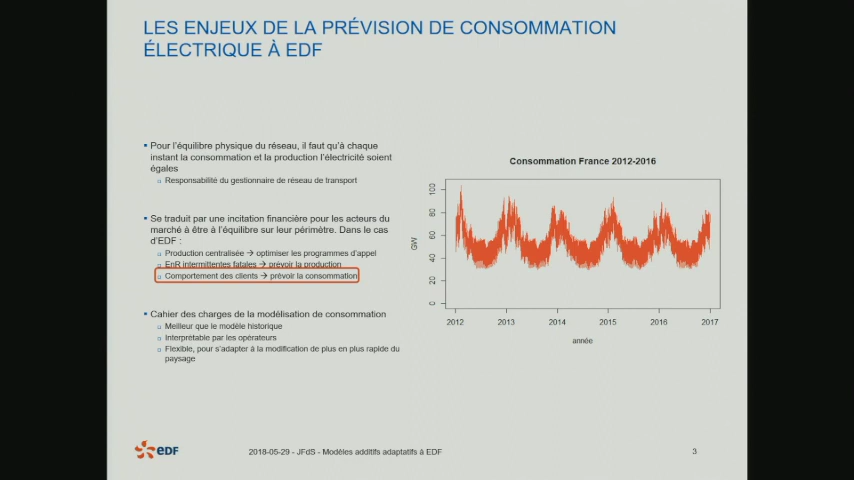 LES ENJEUX DE LA PRÉVISION DE CONSOMMATION
ÉLECTRIQUE À EDF
▪ Pour l'équilibre physique du réseau, il faut qu'à chaque
instant la consommation et la production l'électricité soient
égales
Responsabilité du gestionnaire de réseau de transport
▪ Se traduit par une incitation financière pour les acteurs du
marché à être à l'équilibre sur leur périmètre. Dans le cas
d'EDF :
Production centralisée → optimiser les programmes d'appel
EnR intermittentes fatales → prévoir la production
Comportement des clients → prévoir la consommation
▪ Cahier des charges de la modélisation de consommation
Meilleur que le modèle historique
Interprétable par les opérateurs
Flexible, pour s'adapter à la modification de plus en plus rapide du
paysage
Consommation France 2012-2016
GW
100
80
60
40
20
0
2012 2013 2014 2015 2016 2017
année
EDF
2018-05-29 - JFdS - Modèles additifs adaptatifs à EDF
3